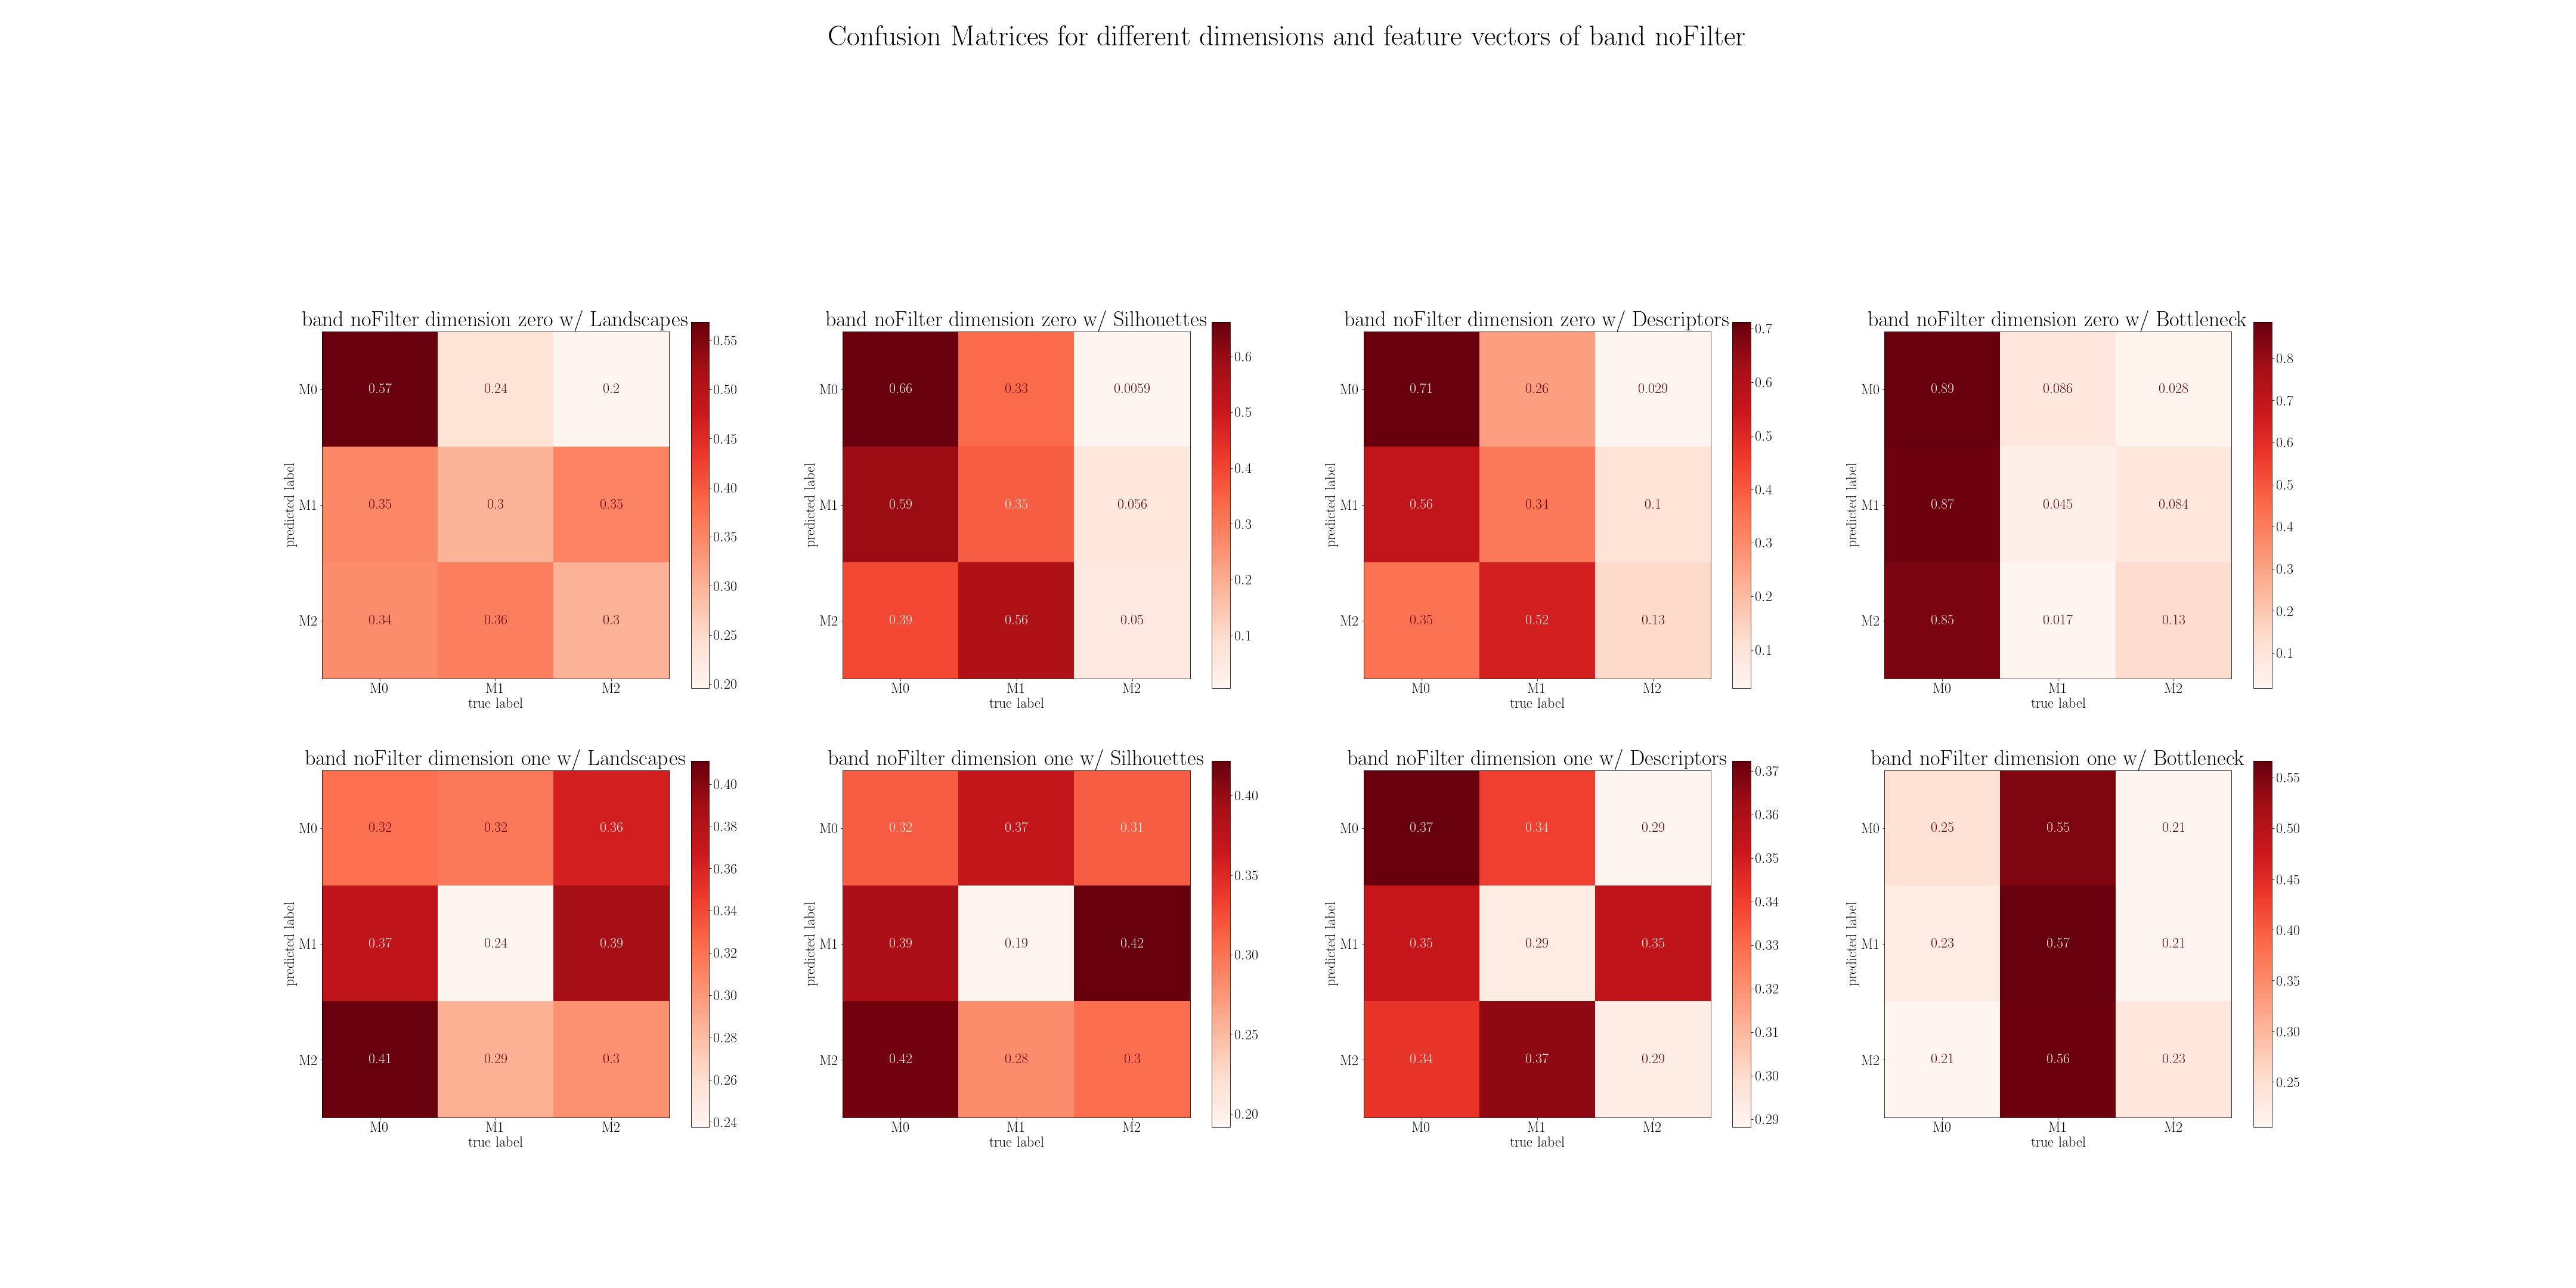 Confusion Matrices for different dimensions and feature vectors of band noFilter
band noFilter dimension zero w/ Landscapes
0.57 0.24 0.2
0.35 0.3 0.35
0.34 0.36 0.3
M0
M1
M2
predicted label
M0 M1 M2
true label
0.55
0.50
0.45
0.40
0.35
0.30
0.25
0.20
band noFilter dimension zero w/ Silhouettes
0.66 0.33 0.0059
0.59 0.35 0.056
0.39 0.56 0.05
M0
M1
M2
predicted label
M0 M1 M2
true label
0.6
0.5
0.4
0.3
0.2
0.1
band noFilter dimension zero w/ Descriptors
0.71 0.26 0.029
0.56 0.34 0.1
0.35 0.52 0.13
M0
M1
M2
predicted label
M0 M1 M2
true label
0.7
0.6
0.5
0.4
0.3
0.2
0.1
band noFilter dimension zero w/ Bottleneck
0.89 0.086 0.028
0.87 0.045 0.084
0.85 0.017 0.13
M0
M1
M2
predicted label
M0 M1 M2
true label
0.8
0.7
0.6
0.5
0.4
0.3
0.2
0.1
band noFilter dimension one w/ Landscapes
0.32 0.32 0.36
0.37 0.24 0.39
0.41 0.29 0.3
M0
M1
M2
predicted label
M0 M1 M2
true label
0.40
0.38
0.36
0.34
0.32
0.30
0.28
0.26
0.24
band noFilter dimension one w/ Silhouettes
0.32 0.37 0.31
0.39 0.19 0.42
0.42 0.28 0.3
M0
M1
M2
predicted label
M0 M1 M2
true label
0.40
0.35
0.30
0.25
0.20
band noFilter dimension one w/ Descriptors
0.37 0.34 0.29
0.35 0.29 0.35
0.34 0.37 0.29
M0
M1
M2
predicted label
M0 M1 M2
true label
0.37
0.36
0.35
0.34
0.33
0.32
0.31
0.30
0.29
band noFilter dimension one w/ Bottleneck
0.25 0.55 0.21
0.23 0.57 0.21
0.21 0.56 0.23
M0
M1
M2
predicted label
M0 M1 M2
true label
0.55
0.50
0.45
0.40
0.35
0.30
0.25